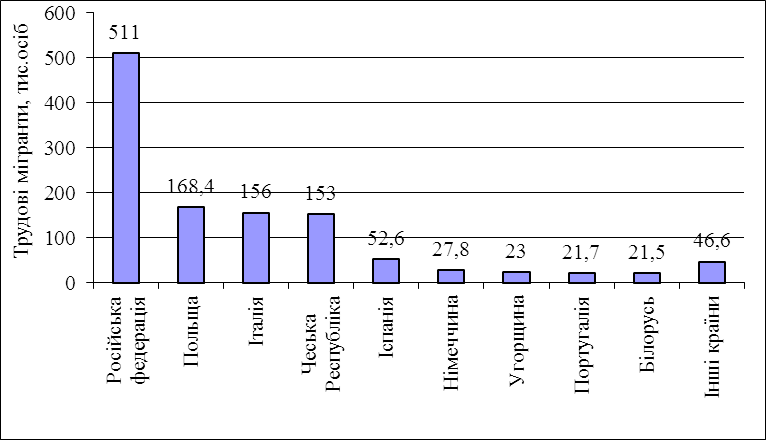 Трудові мігранти, тис.осіб
600
500
400
300
200
100
0
511
168,4
156
153
52,6
27,8
23
21,7
21,5
46,6
Російська
федерація
Польща
Італія
Чеська
Республіка
Іспанія
Німеччина
Угорщина
Португалія
Білорусь
Інші країни